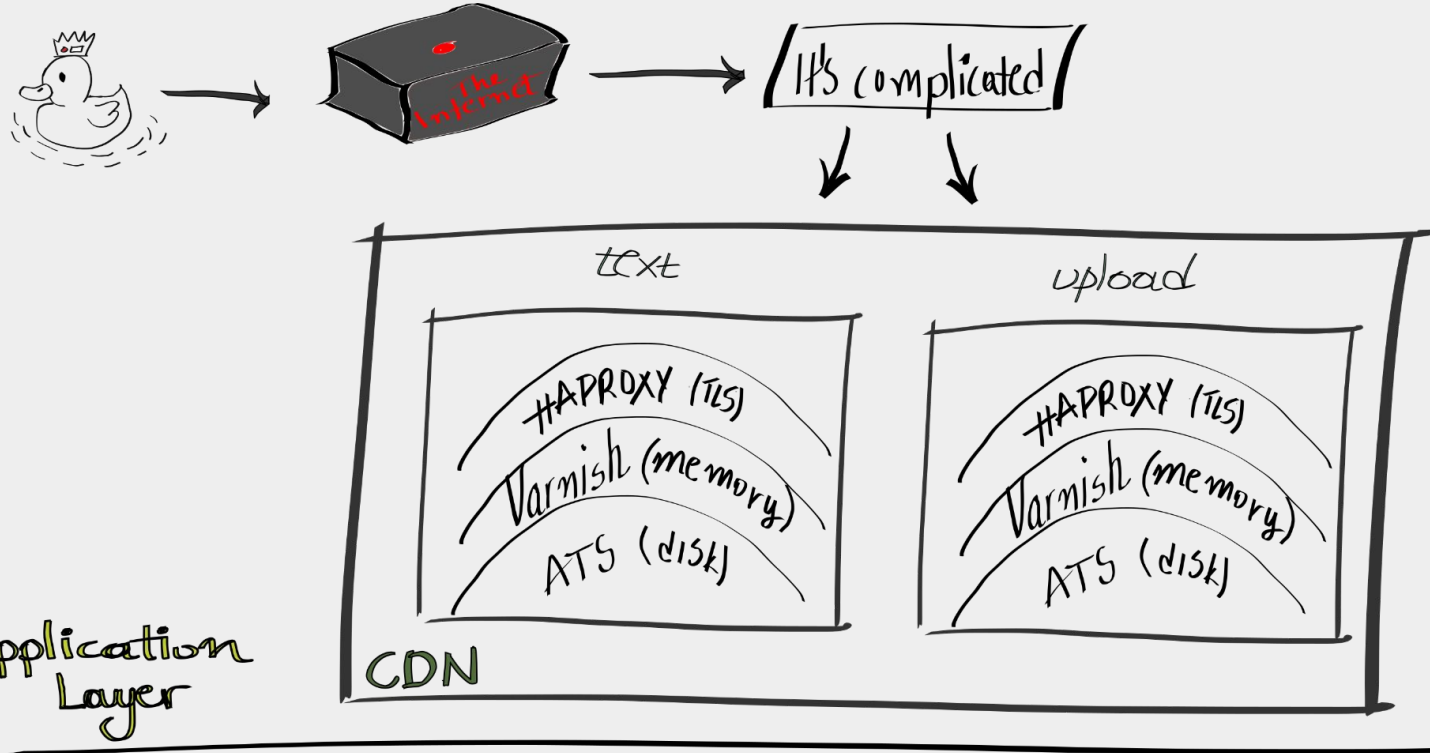 The
Internet
It's complicated
text
upload
HAPROXY (TLS)
Varnish (memory)
ATS (disk)
HAPROXY (TLS)
Varnish (memory)
ATS (disk)
CDN
pplication
Layer